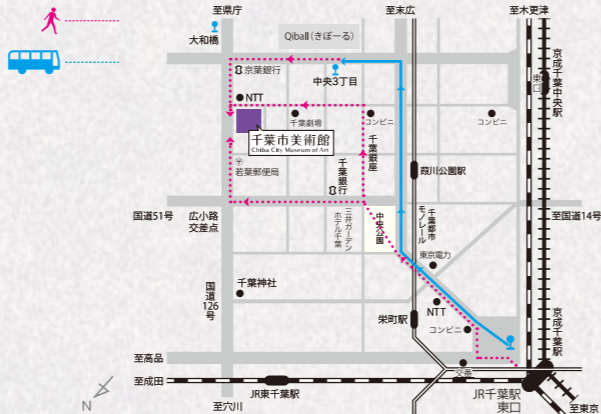 至県庁
至末広
至木更津
大和橋
Qiball(きぼーる)
京葉銀行
中央3丁目
東口
京成千葉中央駅
NTT
千葉劇場
コンビニ
コンビニ
千葉市美術館
Chiba City Museum of Art
若葉郵便局
千葉銀行
千葉銀座
葭川公園駅
国道51号
広小路
交差点
三井ガーデン
ホテル千葉
中央公園
千葉都市
モノレール
至国道14号
東京電力
国道126号
千葉神社
NTT
栄町駅
コンビニ
京成千葉駅
至高品
交番
至成田
JR東千葉駅
JR千葉駅
東口
N
至穴川
至東京